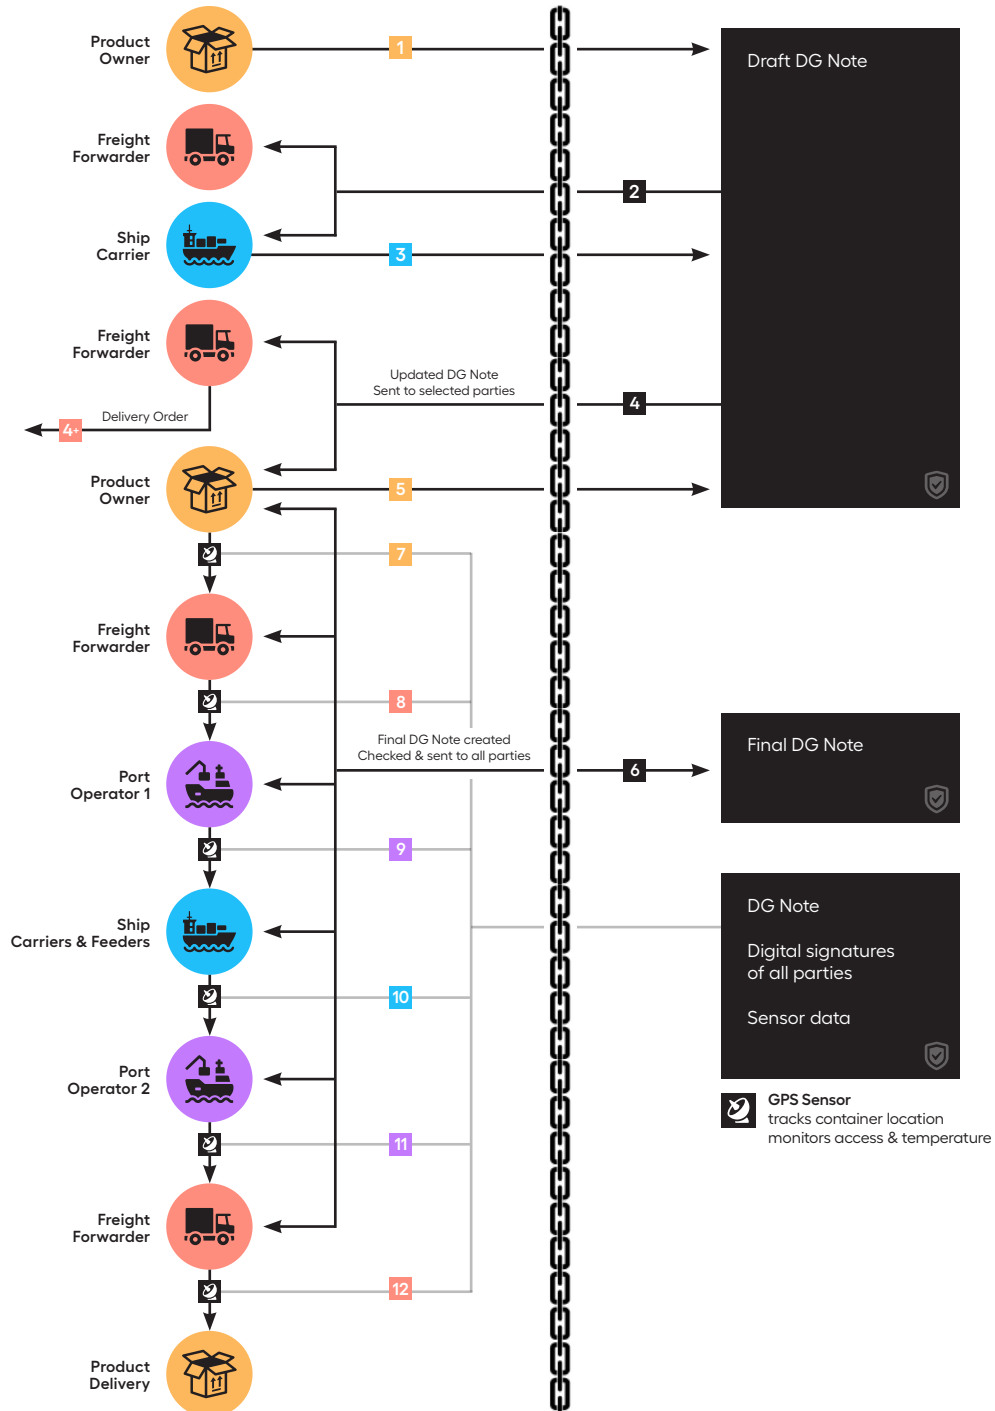 Product
Owner
1
Draft DG Note
Freight
Forwarder
2
Ship
Carrier
3
Freight
Forwarder
Updated DG Note
Sent to selected parties
4
Delivery Order
4+
Product
Owner
5
7
Freight
Forwarder
8
Final DG Note created
Checked & sent to all parties
6
Final DG Note
Port
Operator 1
9
Ship
Carriers & Feeders
DG Note
Digital signatures
of all parties
Sensor data
10
Port
Operator 2
GPS Sensor
tracks container location
monitors access & temperature
11
Freight
Forwarder
12
Product
Delivery